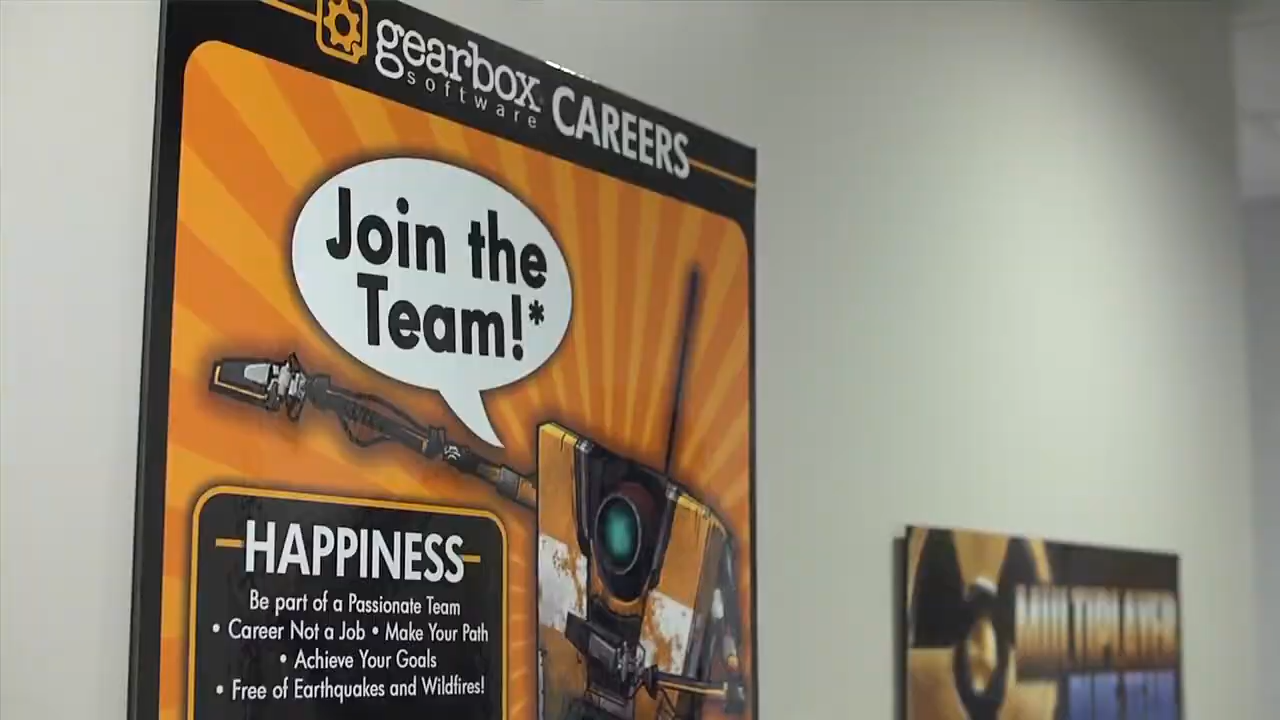 gearbox
software
CAREERS
Join the
Team!*
HAPPINESS
Be part of a Passionate Team
• Career Not a Job • Make Your Path
• Achieve Your Goals
• Free of Earthquakes and Wildfires!
MULTIPLAYER